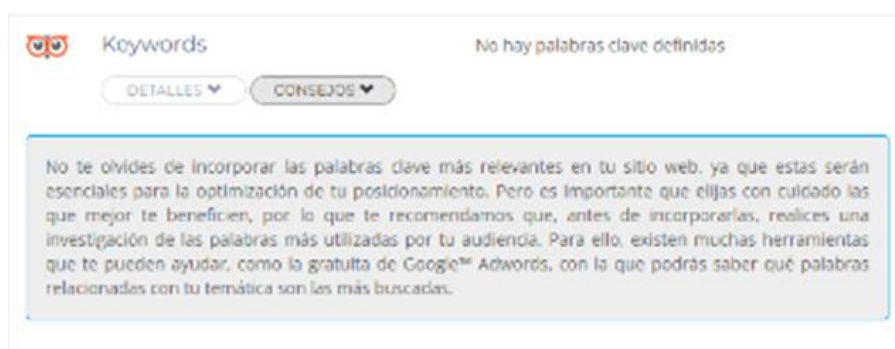 Keywords
No hay palabras clave definidas
DETALLES
CONSEJOS
No te olvides de incorporar las palabras clave más relevantes en tu sitio web, ya que estas serán
esenciales para la optimización de tu posicionamiento. Pero es importante que elijas con cuidado las
que mejor te beneficien, por lo que te recomendamos que, antes de incorporarlas, realices una
investigación de las palabras más utilizadas por tu audiencia. Para ello, existen muchas herramientas
que te pueden ayudar, como la gratuita de Google℠ Adwords, con la que podrás saber qué palabras
relacionadas con tu temática son las más buscadas.